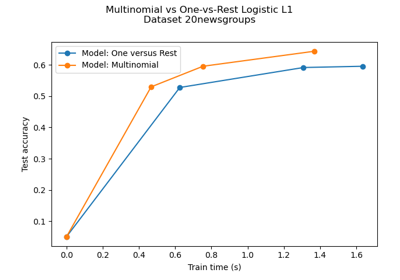 Multinomial vs One-vs-Rest Logistic L1
Dataset 20newsgroups
Model: One versus Rest
Model: Multinomial
Test accuracy
0.6
0.5
0.4
0.3
0.2
0.1
0.0 0.2 0.4 0.6 0.8 1.0 1.2 1.4 1.6
Train time (s)